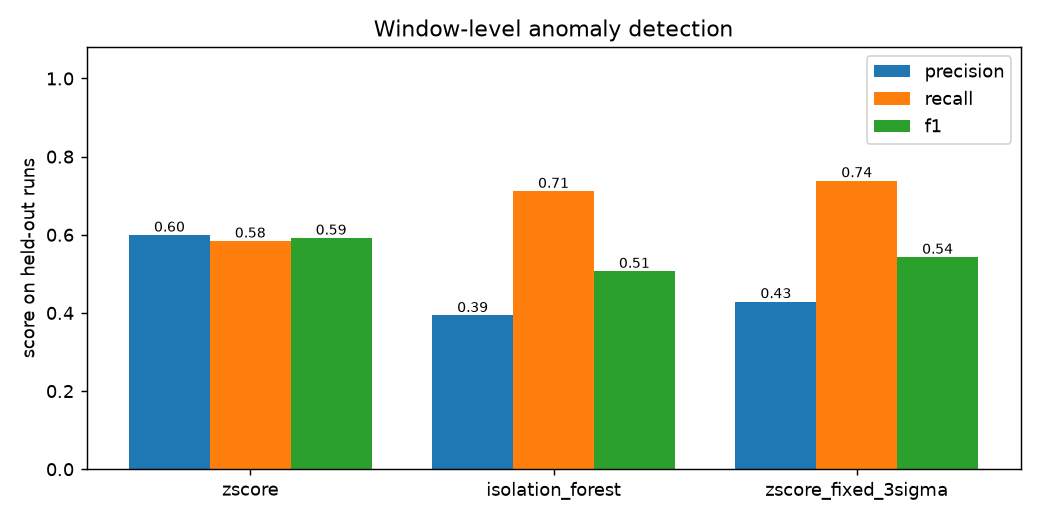 Window-level anomaly detection
precision
recall
f1
score on held-out runs
1.0
0.8
0.6
0.4
0.2
0.0
0.60
0.58
0.59
0.39
0.71
0.51
0.43
0.74
0.54
zscore
isolation_forest
zscore_fixed_3sigma